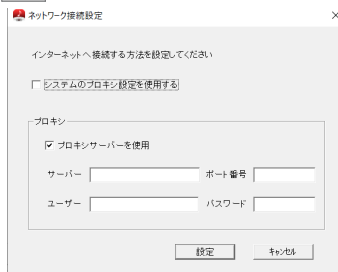 ネットワーク接続設定
インターネットへ接続する方法を設定してください
システムのプロキシ設定を使用する
プロキシ
プロキシサーバーを使用
サーバー ポート番号
ユーザー パスワード
設定 キャンセル